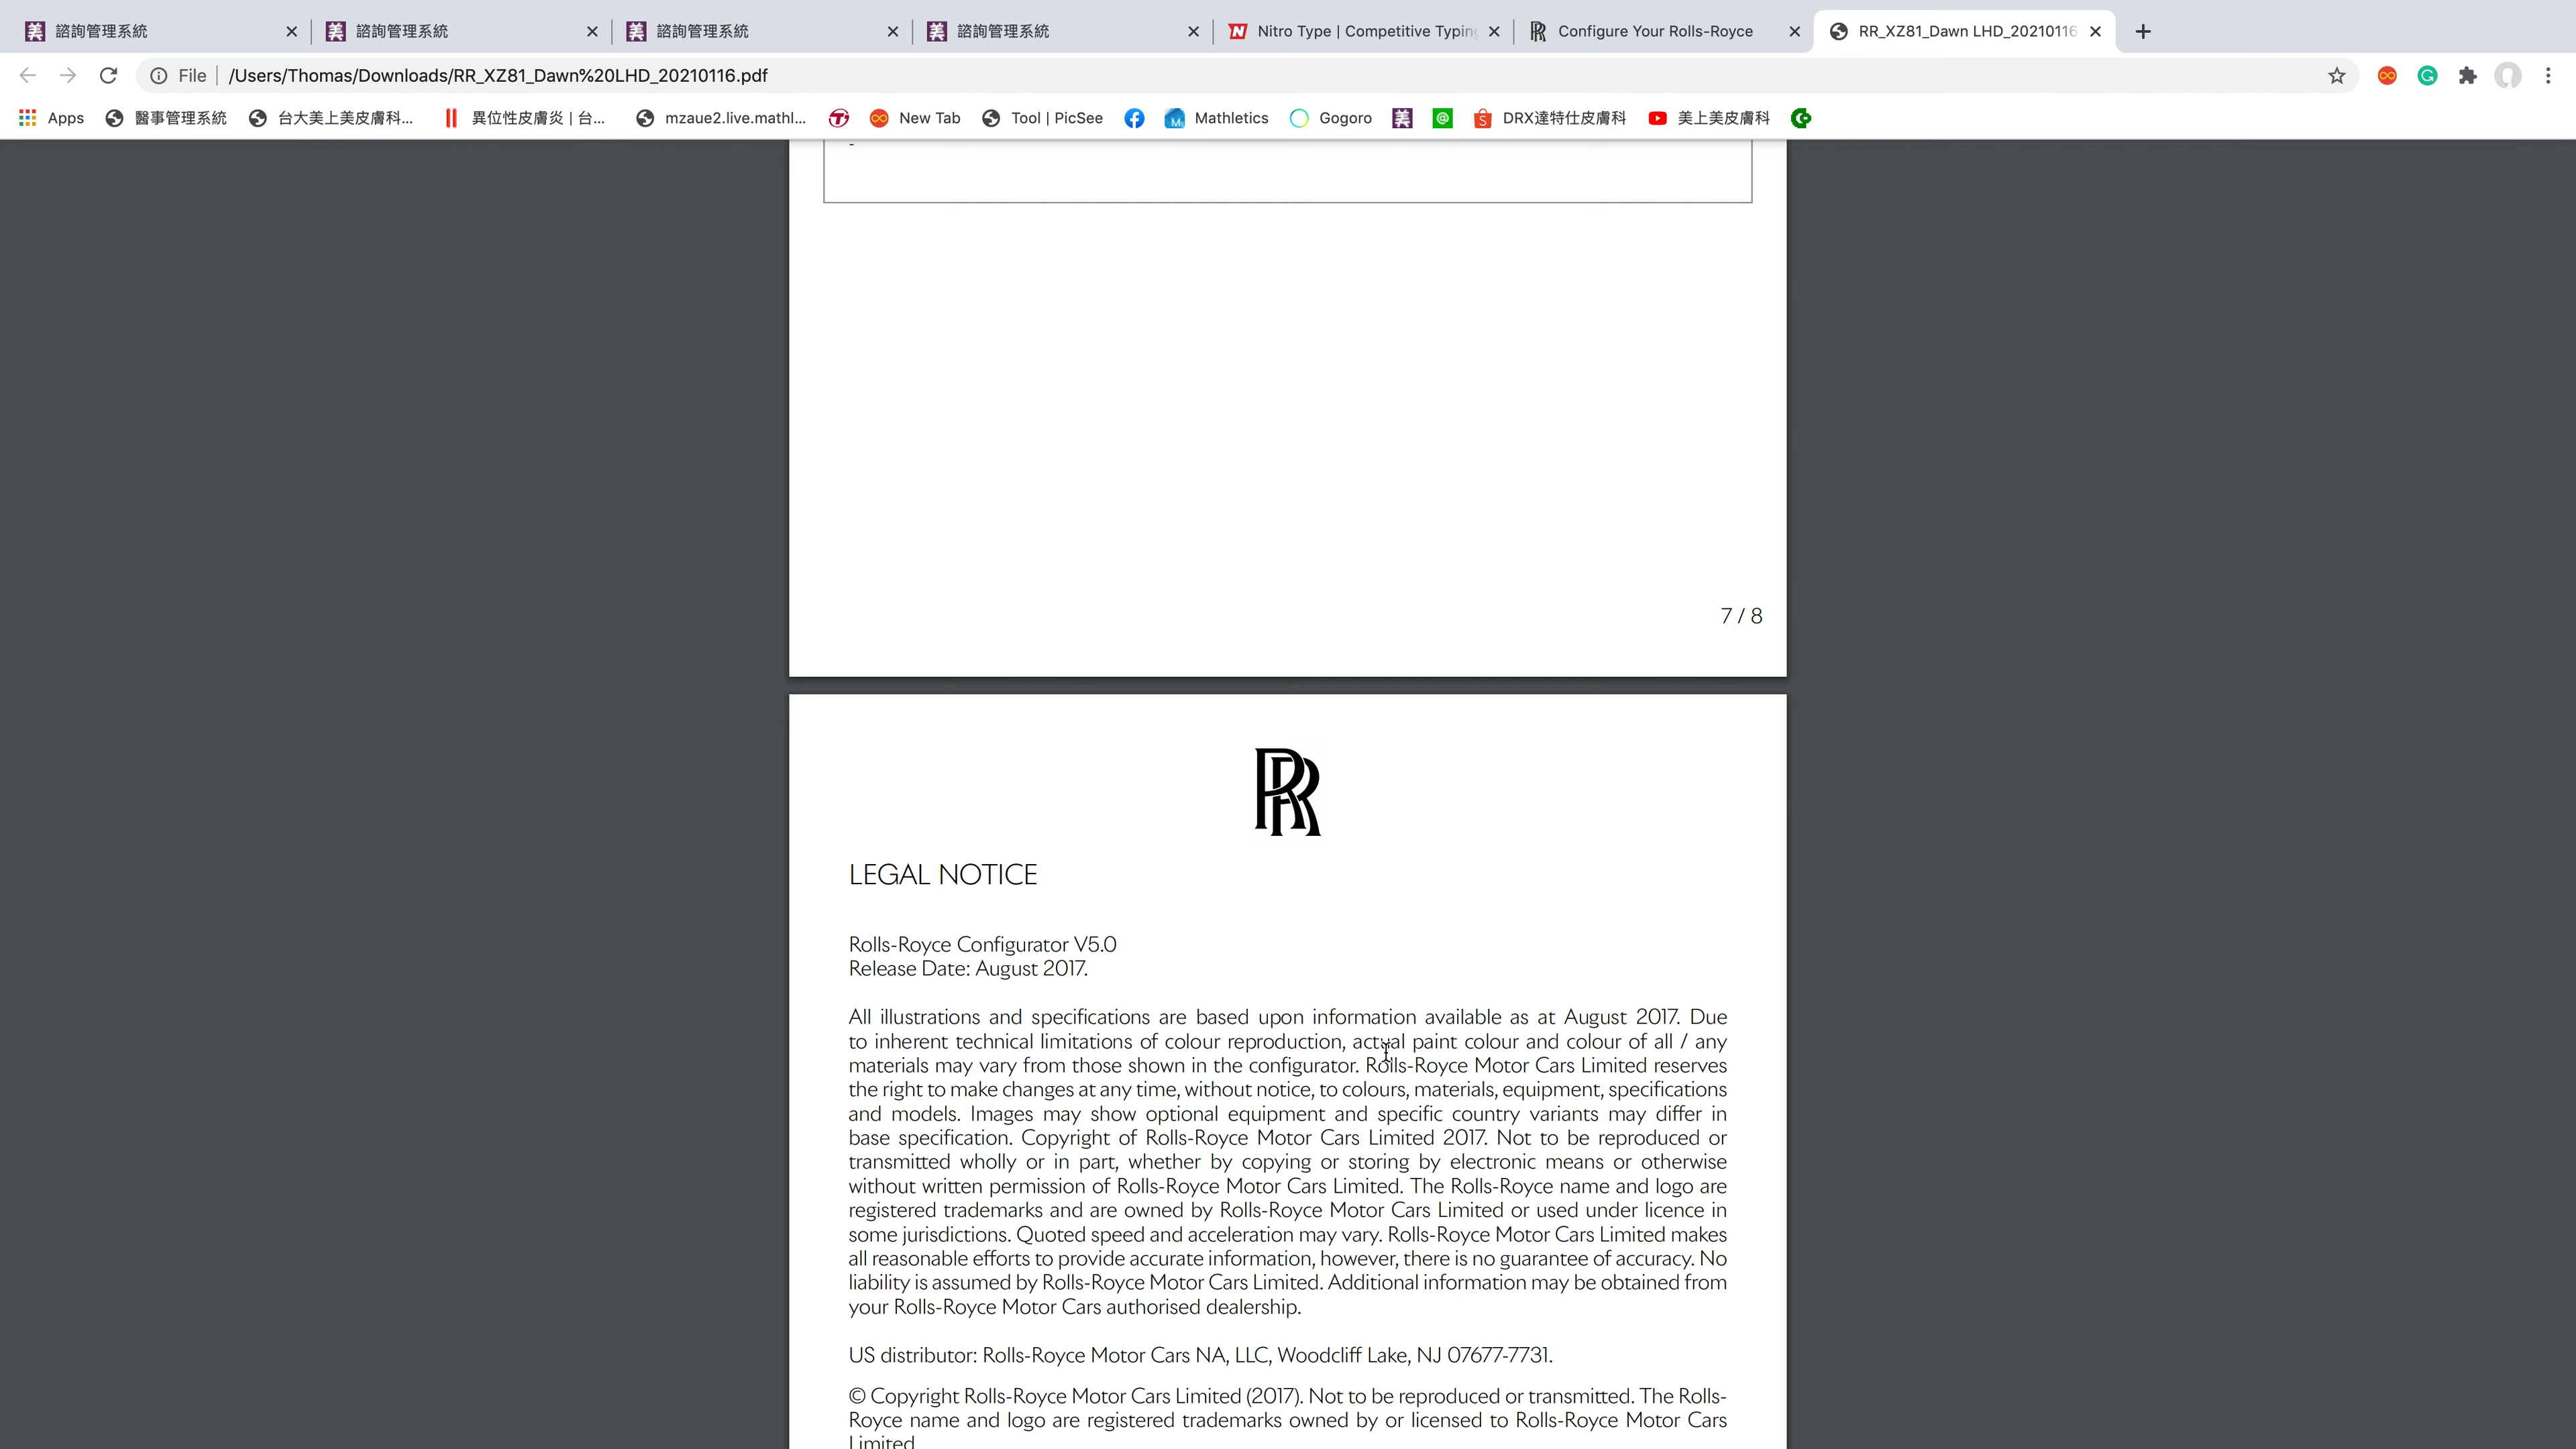 諮詢管理系統
諮詢管理系統
諮詢管理系統
諮詢管理系統
Nitro Type | Competitive Typing
Configure Your Rolls-Royce
RR_XZ81_Dawn LHD_20210116
File
/Users/Thomas/Downloads/RR_XZ81_Dawn%20LHD_20210116.pdf
Apps
醫事管理系統
台大美上美皮膚科...
異位性皮膚炎 | 台...
mzaue2.live.mathl...
New Tab
Tool | PicSee
Mathletics
Gogoro
DRX達特仕皮膚科
美上美皮膚科
-
7 / 8
LEGAL NOTICE
Rolls-Royce Configurator V5.0
Release Date: August 2017.
All illustrations and specifications are based upon information available as at August 2017. Due
to inherent technical limitations of colour reproduction, actual paint colour and colour of all / any
materials may vary from those shown in the configurator. Rolls-Royce Motor Cars Limited reserves
the right to make changes at any time, without notice, to colours, materials, equipment, specifications
and models. Images may show optional equipment and specific country variants may differ in
base specification. Copyright of Rolls-Royce Motor Cars Limited 2017. Not to be reproduced or
transmitted wholly or in part, whether by copying or storing by electronic means or otherwise
without written permission of Rolls-Royce Motor Cars Limited. The Rolls-Royce name and logo are
registered trademarks and are owned by Rolls-Royce Motor Cars Limited or used under licence in
some jurisdictions. Quoted speed and acceleration may vary. Rolls-Royce Motor Cars Limited makes
all reasonable efforts to provide accurate information, however, there is no guarantee of accuracy. No
liability is assumed by Rolls-Royce Motor Cars Limited. Additional information may be obtained from
your Rolls-Royce Motor Cars authorised dealership.
US distributor: Rolls-Royce Motor Cars NA, LLC, Woodcliff Lake, NJ 07677-7731.
© Copyright Rolls-Royce Motor Cars Limited (2017). Not to be reproduced or transmitted. The Rolls-
Royce name and logo are registered trademarks owned by or licensed to Rolls-Royce Motor Cars
Limited.